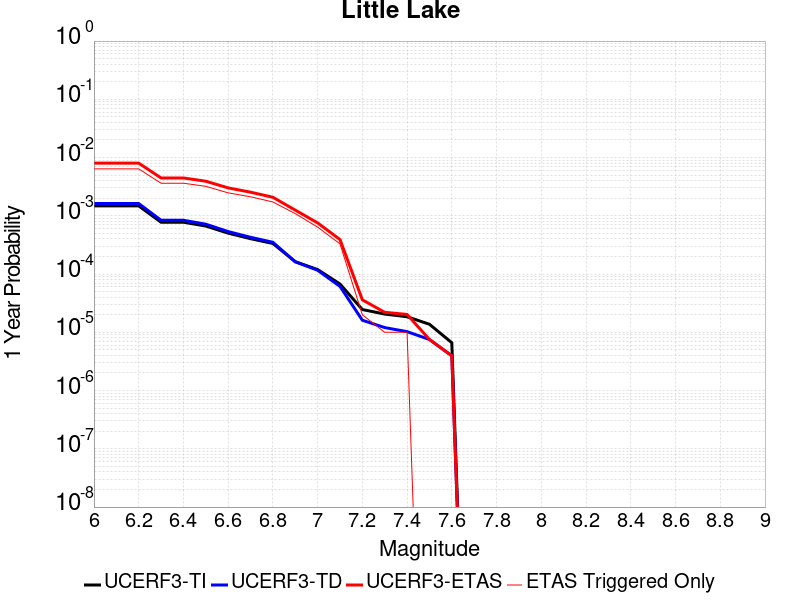 Little Lake
1 Year Probability
10^0
10^-1
10^-2
10^-3
10^-4
10^-5
10^-6
10^-7
10^-8
6 6.2 6.4 6.6 6.8 7 7.2 7.4 7.6 7.8 8 8.2 8.4 8.6 8.8 9
Magnitude
UCERF3-TI UCERF3-TD UCERF3-ETAS ETAS Triggered Only